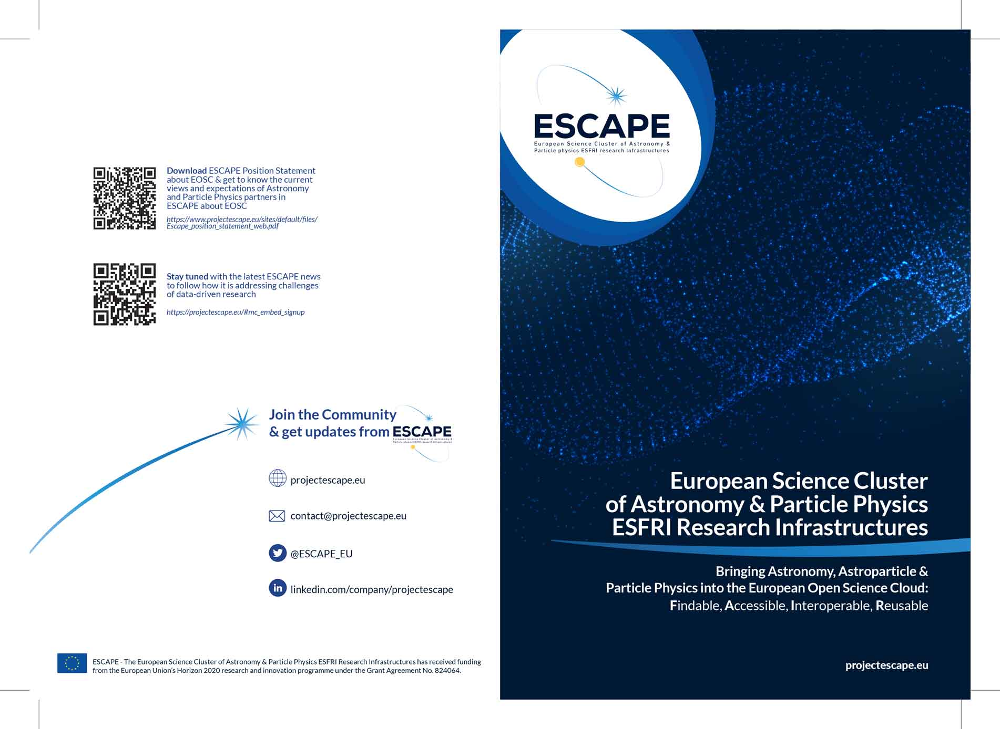 Download ESCAPE Position Statement
about EOSC & get to know the current
views and expectations of Astronomy
and Particle Physics partners in
ESCAPE about EOSC
https://www.projectescape.eu/sites/default/files/
Escape_position_statement_web.pdf
Stay tuned with the latest ESCAPE news
to follow how it is addressing challenges
of data-driven research
https://projectescape.eu/#mc_embed_signup
Join the Community
& get updates from ESCAPE
European Science Cluster of Astronomy &
Particle physics ESFRI research Infrastructures
projectescape.eu
contact@projectescape.eu
@ESCAPE_EU
in linkedin.com/company/projectescape
ESCAPE - The European Science Cluster of Astronomy & Particle Physics ESFRI Research Infrastructures has received funding
from the European Union's Horizon 2020 research and innovation programme under the Grant Agreement No. 824064.
ESCAPE
European Science Cluster of Astronomy &
Particle physics ESFRI research Infrastructures
European Science Cluster
of Astronomy & Particle Physics
ESFRI Research Infrastructures
Bringing Astronomy, Astroparticle &
Particle Physics into the European Open Science Cloud:
Findable, Accessible, Interoperable, Reusable
projectescape.eu